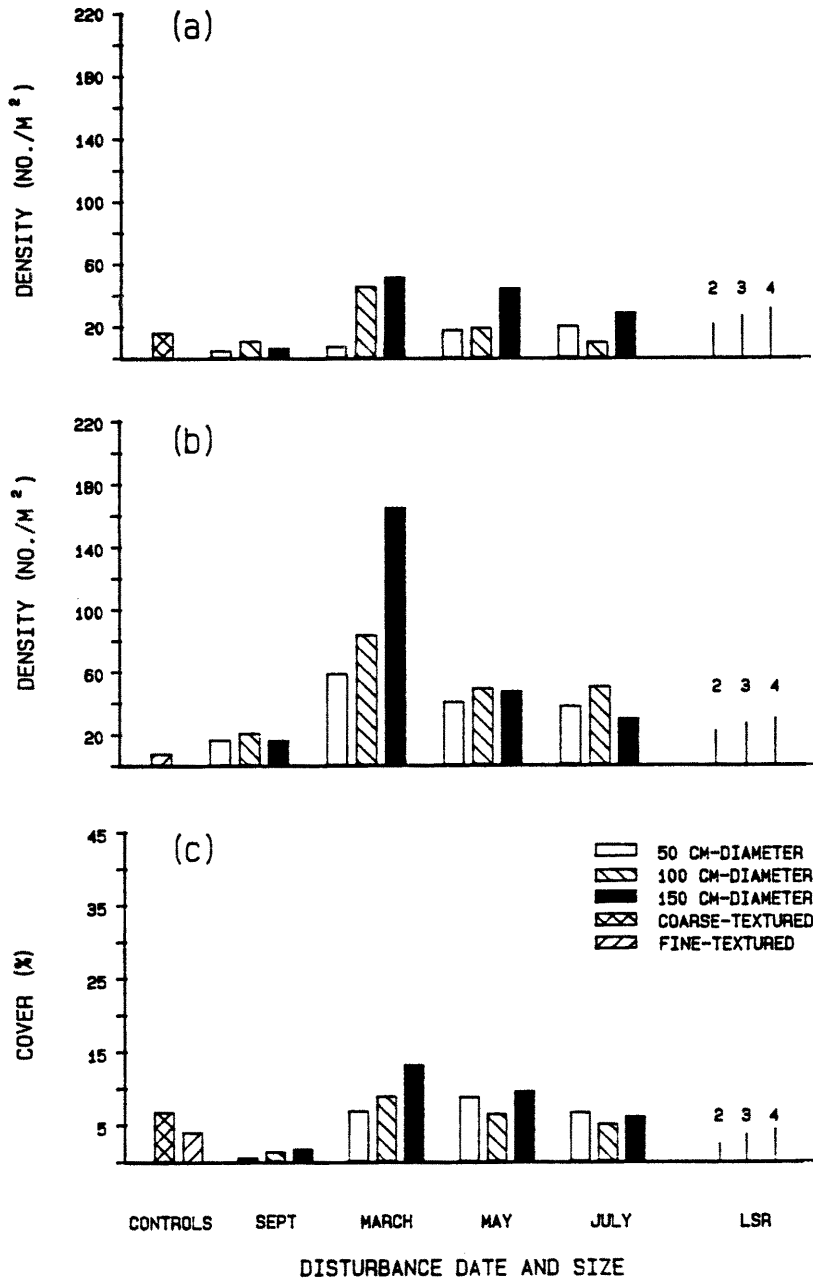 (a)
DENSITY (NO./M²)
220
180
140
100
60
20
2 3 4
(b)
DENSITY (NO./M²)
220
180
140
100
60
20
2 3 4
(c)
COVER (%)
45
35
25
15
5
50 CM-DIAMETER
100 CM-DIAMETER
150 CM-DIAMETER
COARSE-TEXTURED
FINE-TEXTURED
2 3 4
CONTROLS SEPT MARCH MAY JULY LSR
DISTURBANCE DATE AND SIZE